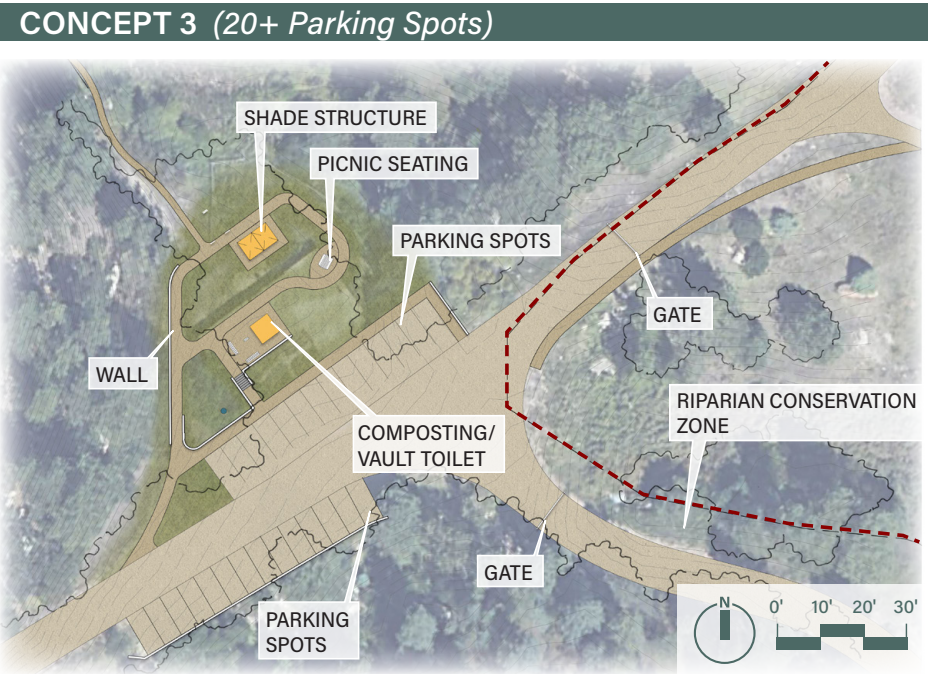 CONCEPT 3 (20+ Parking Spots)
SHADE STRUCTURE
PICNIC SEATING
PARKING SPOTS
GATE
WALL
RIPARIAN CONSERVATION
ZONE
COMPOSTING/
VAULT TOILET
GATE
PARKING
SPOTS
N
0' 10' 20' 30'